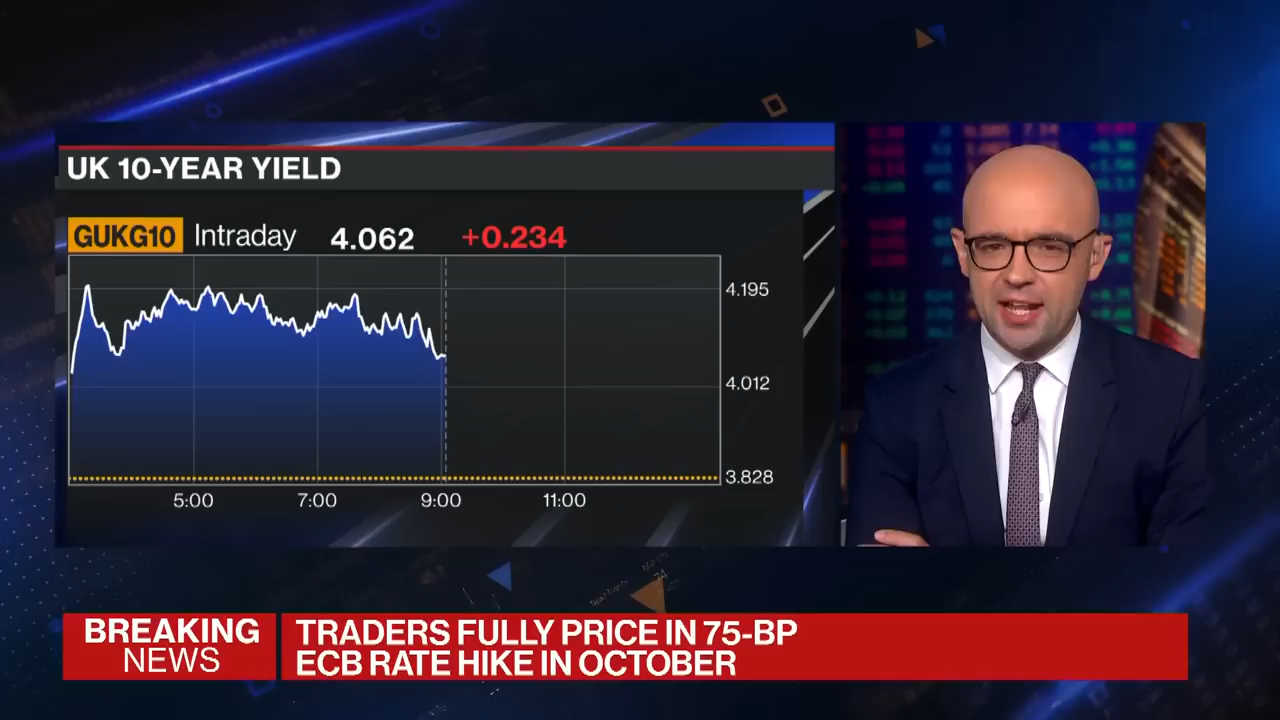 UK 10-YEAR YIELD
GUKG10 Intraday 4.062 +0.234
4.195
4.012
3.828
5:00 7:00 9:00 11:00
BREAKING
NEWS
TRADERS FULLY PRICE IN 75-BP
ECB RATE HIKE IN OCTOBER